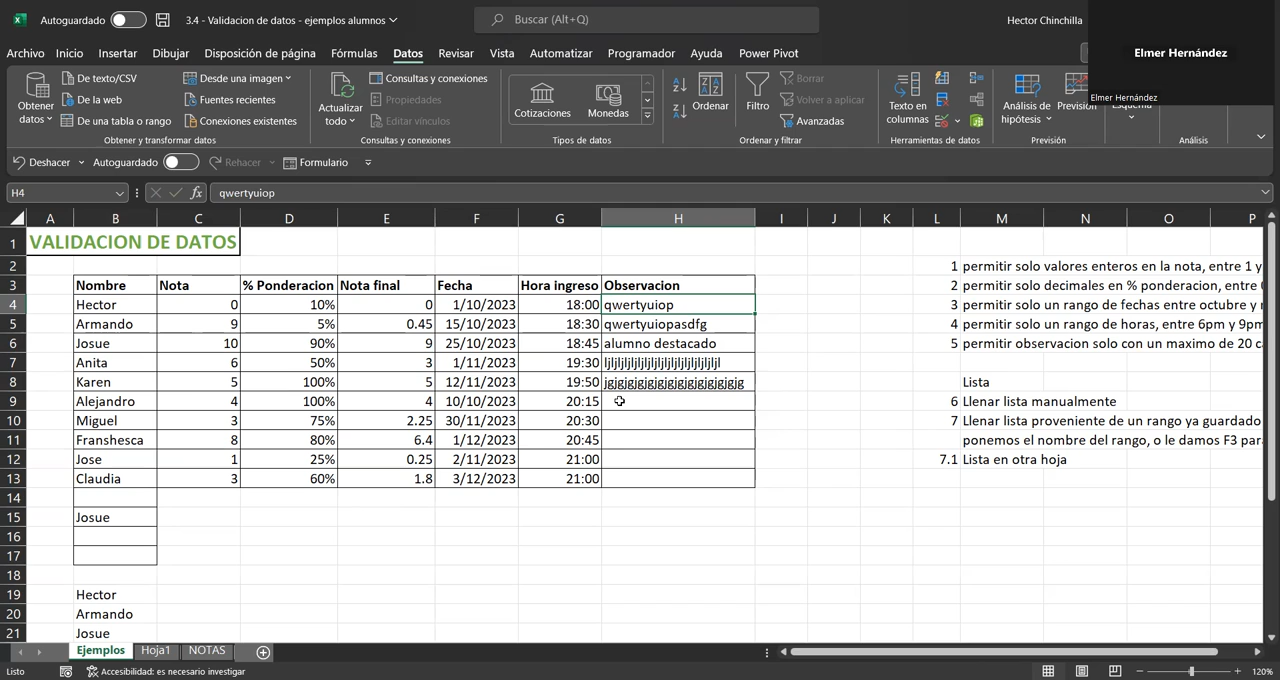 Autoguardado 3.4 - Validacion de datos - ejemplos alumnos Buscar (Alt+Q) Hector Chinchilla
Elmer Hernández
Elmer Hernández
Archivo Inicio Insertar Dibujar Disposición de página Fórmulas Datos Revisar Vista Automatizar Programador Ayuda Power Pivot
Obtener datos
De texto/CSV
De la web
De una tabla o rango
Desde una imagen
Fuentes recientes
Conexiones existentes
Obtener y transformar datos
Actualizar todo
Consultas y conexiones
Propiedades
Editar vínculos
Consultas y conexiones
Cotizaciones Monedas
Tipos de datos
Ordenar
Filtro
Borrar
Volver a aplicar
Avanzadas
Ordenar y filtrar
Texto en columnas
Herramientas de datos
Análisis de hipótesis
Previsión
Previsión
Esquema
Análisis
Deshacer Autoguardado Rehacer Formulario
H4 fx qwertyuiop
A B C D E F G H I J K L M N O P
1 VALIDACION DE DATOS
2 1 permitir solo valores enteros en la nota, entre 1 y
3 Nombre Nota % Ponderacion Nota final Fecha Hora ingreso Observacion 2 permitir solo decimales en % ponderacion, entre
4 Hector 0 10% 0 1/10/2023 18:00 qwertyuiop 3 permitir solo un rango de fechas entre octubre y
5 Armando 9 5% 0.45 15/10/2023 18:30 qwertyuiopasdfg 4 permitir solo un rango de horas, entre 6pm y 9pm
6 Josue 10 90% 9 25/10/2023 18:45 alumno destacado 5 permitir observacion solo con un maximo de 20
7 Anita 6 50% 3 1/11/2023 19:30
8 Karen 5 100% 5 12/11/2023 19:50 Lista
9 Alejandro 4 100% 4 10/10/2023 20:15 6 Llenar lista manualmente
10 Miguel 3 75% 2.25 30/11/2023 20:30 7 Llenar lista proveniente de un rango ya guardado
11 Franshesca 8 80% 6.4 1/12/2023 20:45 ponemos el nombre del rango, o le damos F3
12 Jose 1 25% 0.25 2/11/2023 21:00 7.1 Lista en otra hoja
13 Claudia 3 60% 1.8 3/12/2023 21:00
14
15 Josue
16
17
18
19 Hector
20 Armando
21 Josue
Ejemplos Hoja1 NOTAS
Listo Accesibilidad: es necesario investigar 120%